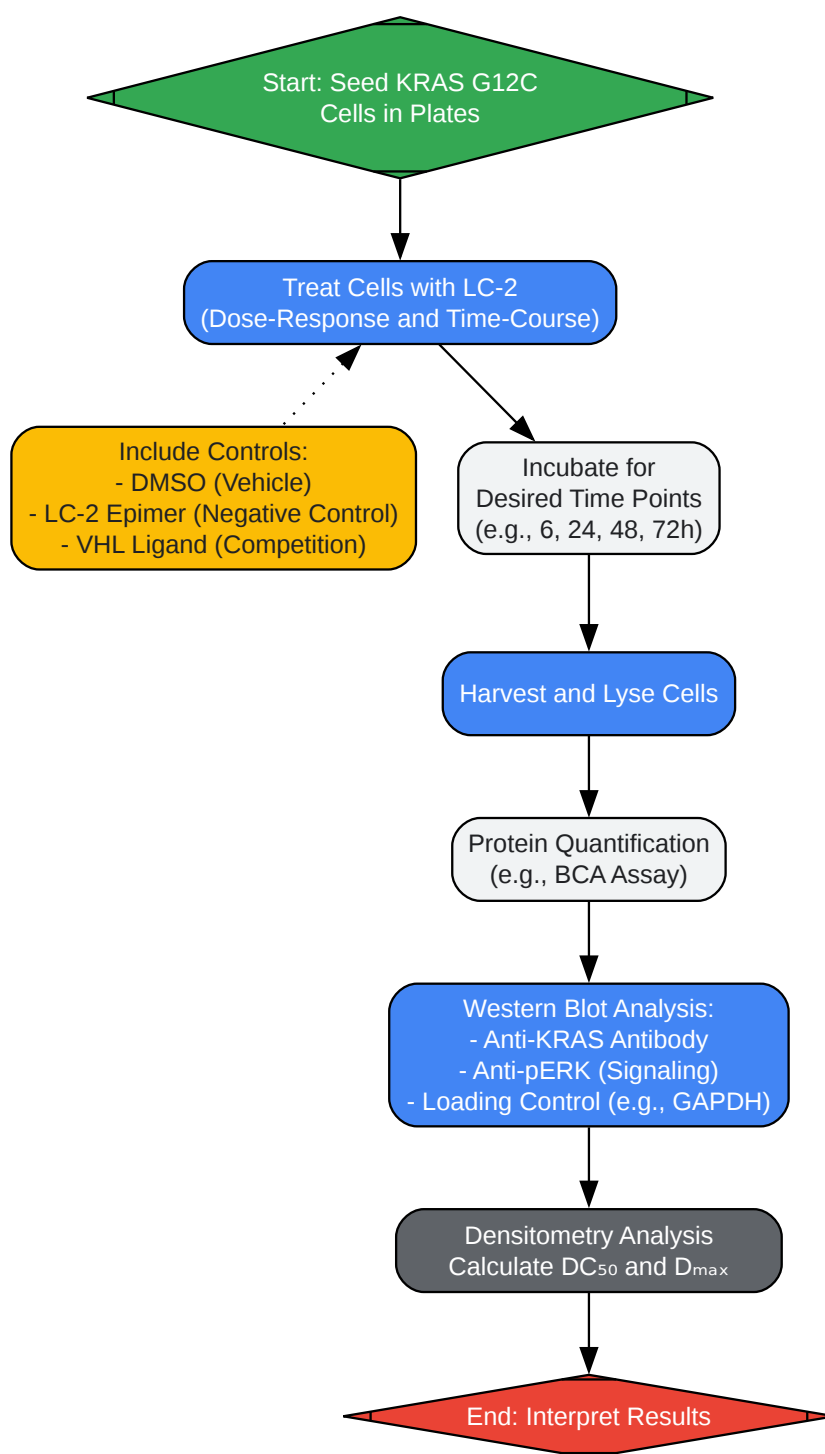 Start: Seed KRAS G12C
Cells in Plates
Treat Cells with LC-2
(Dose-Response and Time-Course)
Include Controls:
- DMSO (Vehicle)
- LC-2 Epimer (Negative Control)
- VHL Ligand (Competition)
Incubate for
Desired Time Points
(e.g., 6, 24, 48, 72h)
Harvest and Lyse Cells
Protein Quantification
(e.g., BCA Assay)
Western Blot Analysis:
- Anti-KRAS Antibody
- Anti-pERK (Signaling)
- Loading Control (e.g., GAPDH)
Densitometry Analysis
Calculate DC₅₀ and Dₘₐₓ
End: Interpret Results